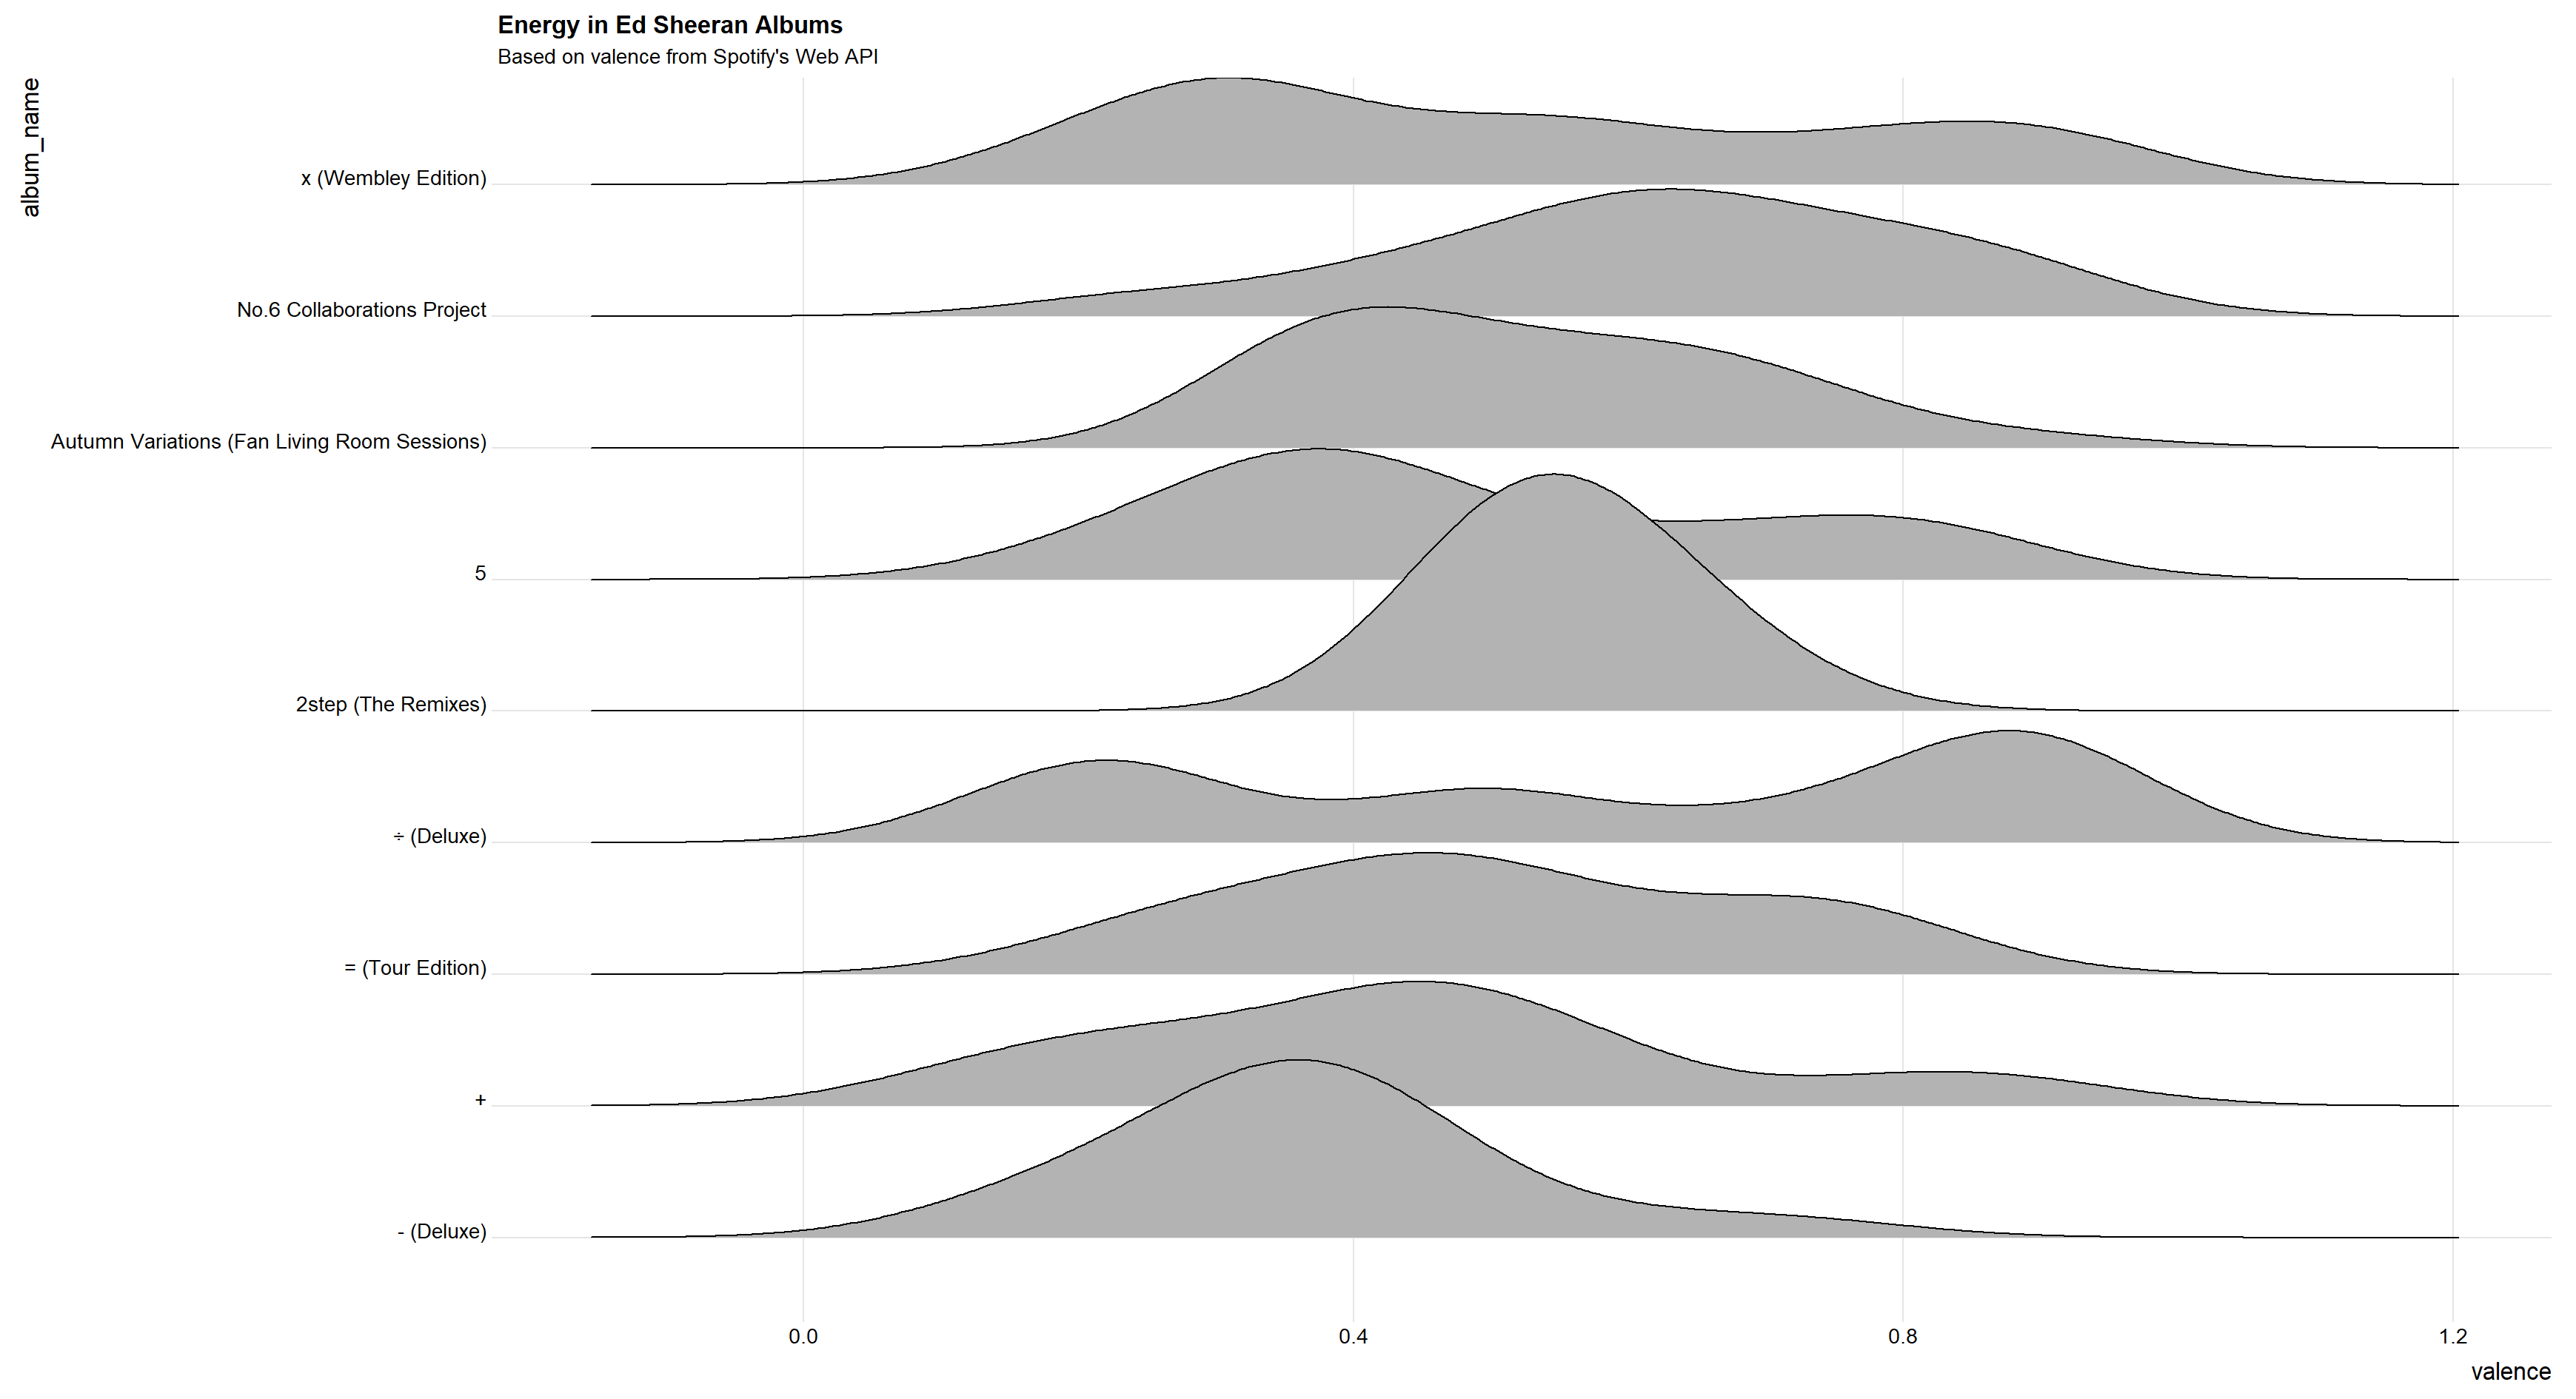 Energy in Ed Sheeran Albums
Based on valence from Spotify's Web API
album_name
x (Wembley Edition)
No.6 Collaborations Project
Autumn Variations (Fan Living Room Sessions)
5
2step (The Remixes)
÷ (Deluxe)
= (Tour Edition)
+
- (Deluxe)
0.0 0.4 0.8 1.2
valence